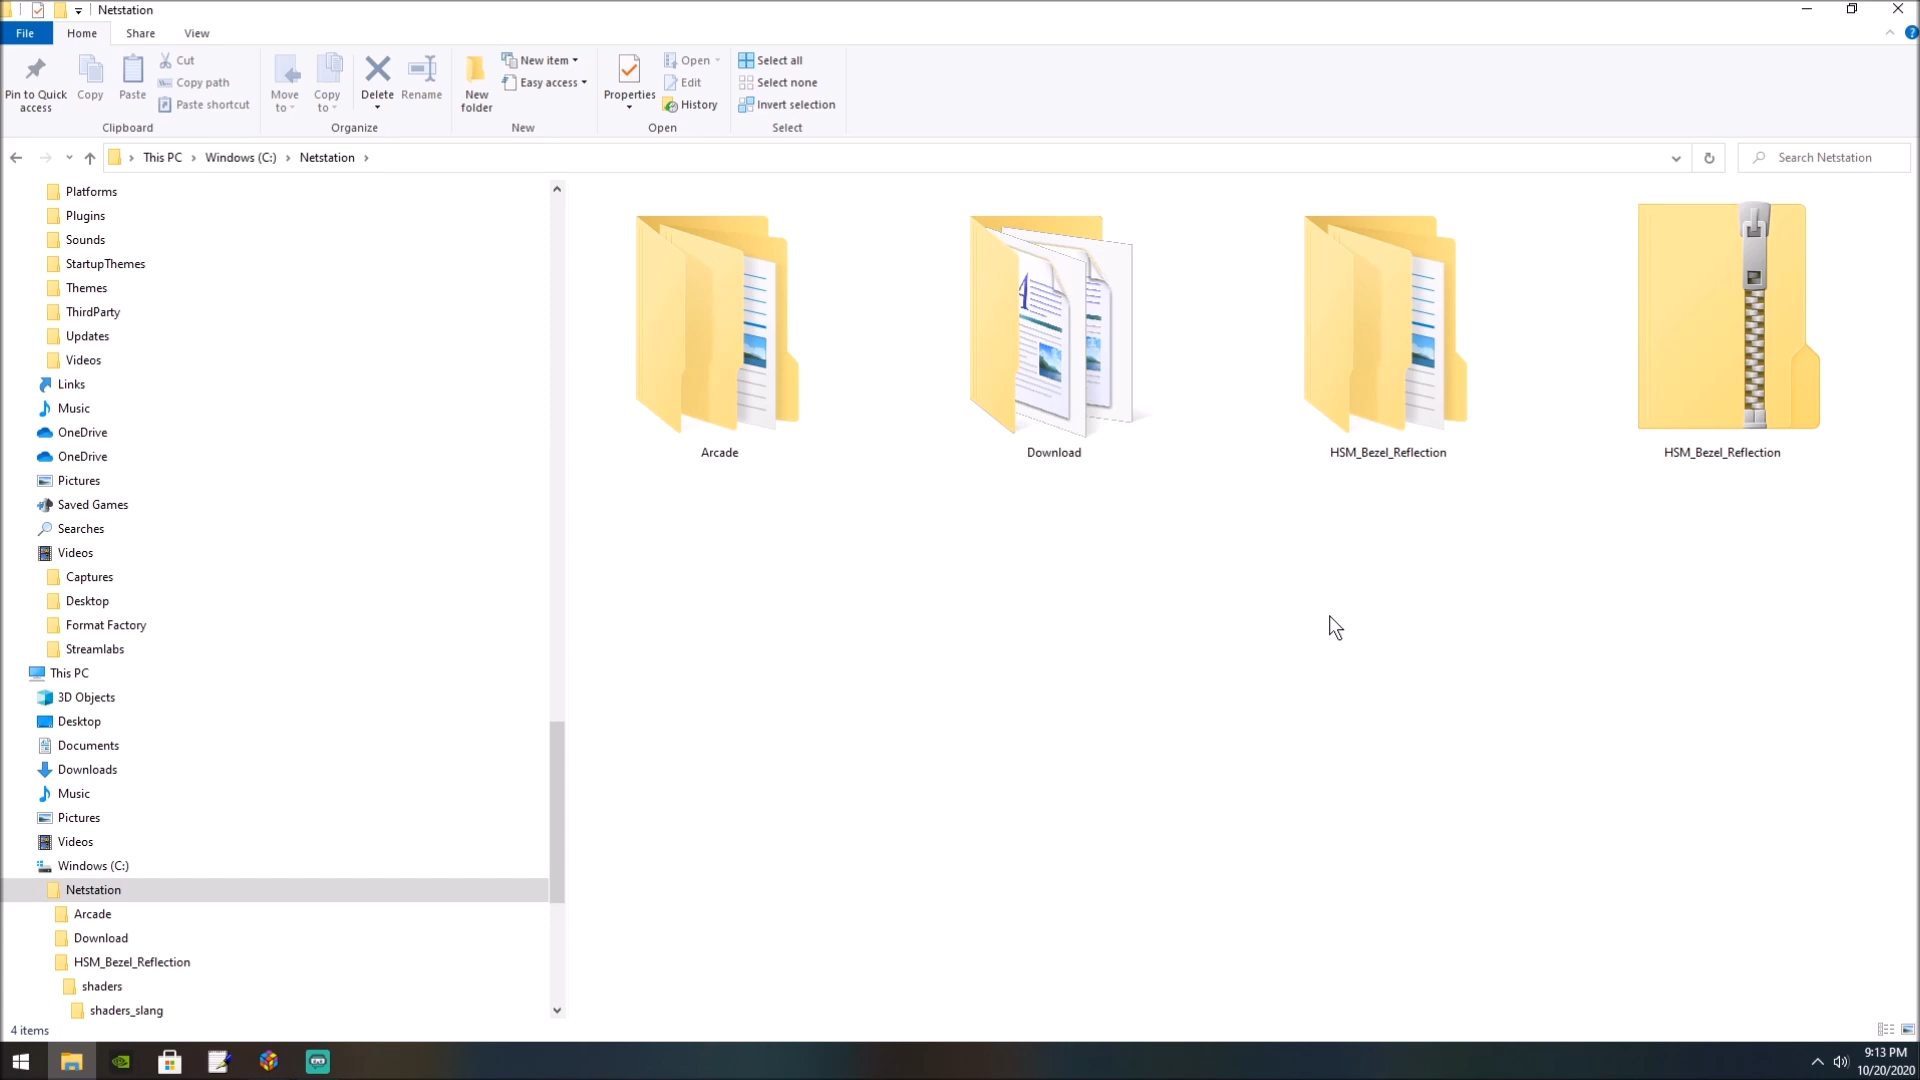 Netstation
File Home Share View
Pin to Quick access
Copy
Paste
Cut
Copy path
Paste shortcut
Clipboard
Move to
Copy to
Delete
Rename
Organize
New folder
New item
Easy access
New
Properties
Open
Edit
History
Open
Select all
Select none
Invert selection
Select
This PC Windows (C:) Netstation
Search Netstation
Platforms
Plugins
Sounds
StartupThemes
Themes
ThirdParty
Updates
Videos
Links
Music
OneDrive
OneDrive
Pictures
Saved Games
Searches
Videos
Captures
Desktop
Format Factory
Streamlabs
This PC
3D Objects
Desktop
Documents
Downloads
Music
Pictures
Videos
Windows (C:)
Netstation
Arcade
Download
HSM_Bezel_Reflection
shaders
shaders_slang
Arcade
Download
HSM_Bezel_Reflection
HSM_Bezel_Reflection
4 items
9:13 PM
10/20/2020